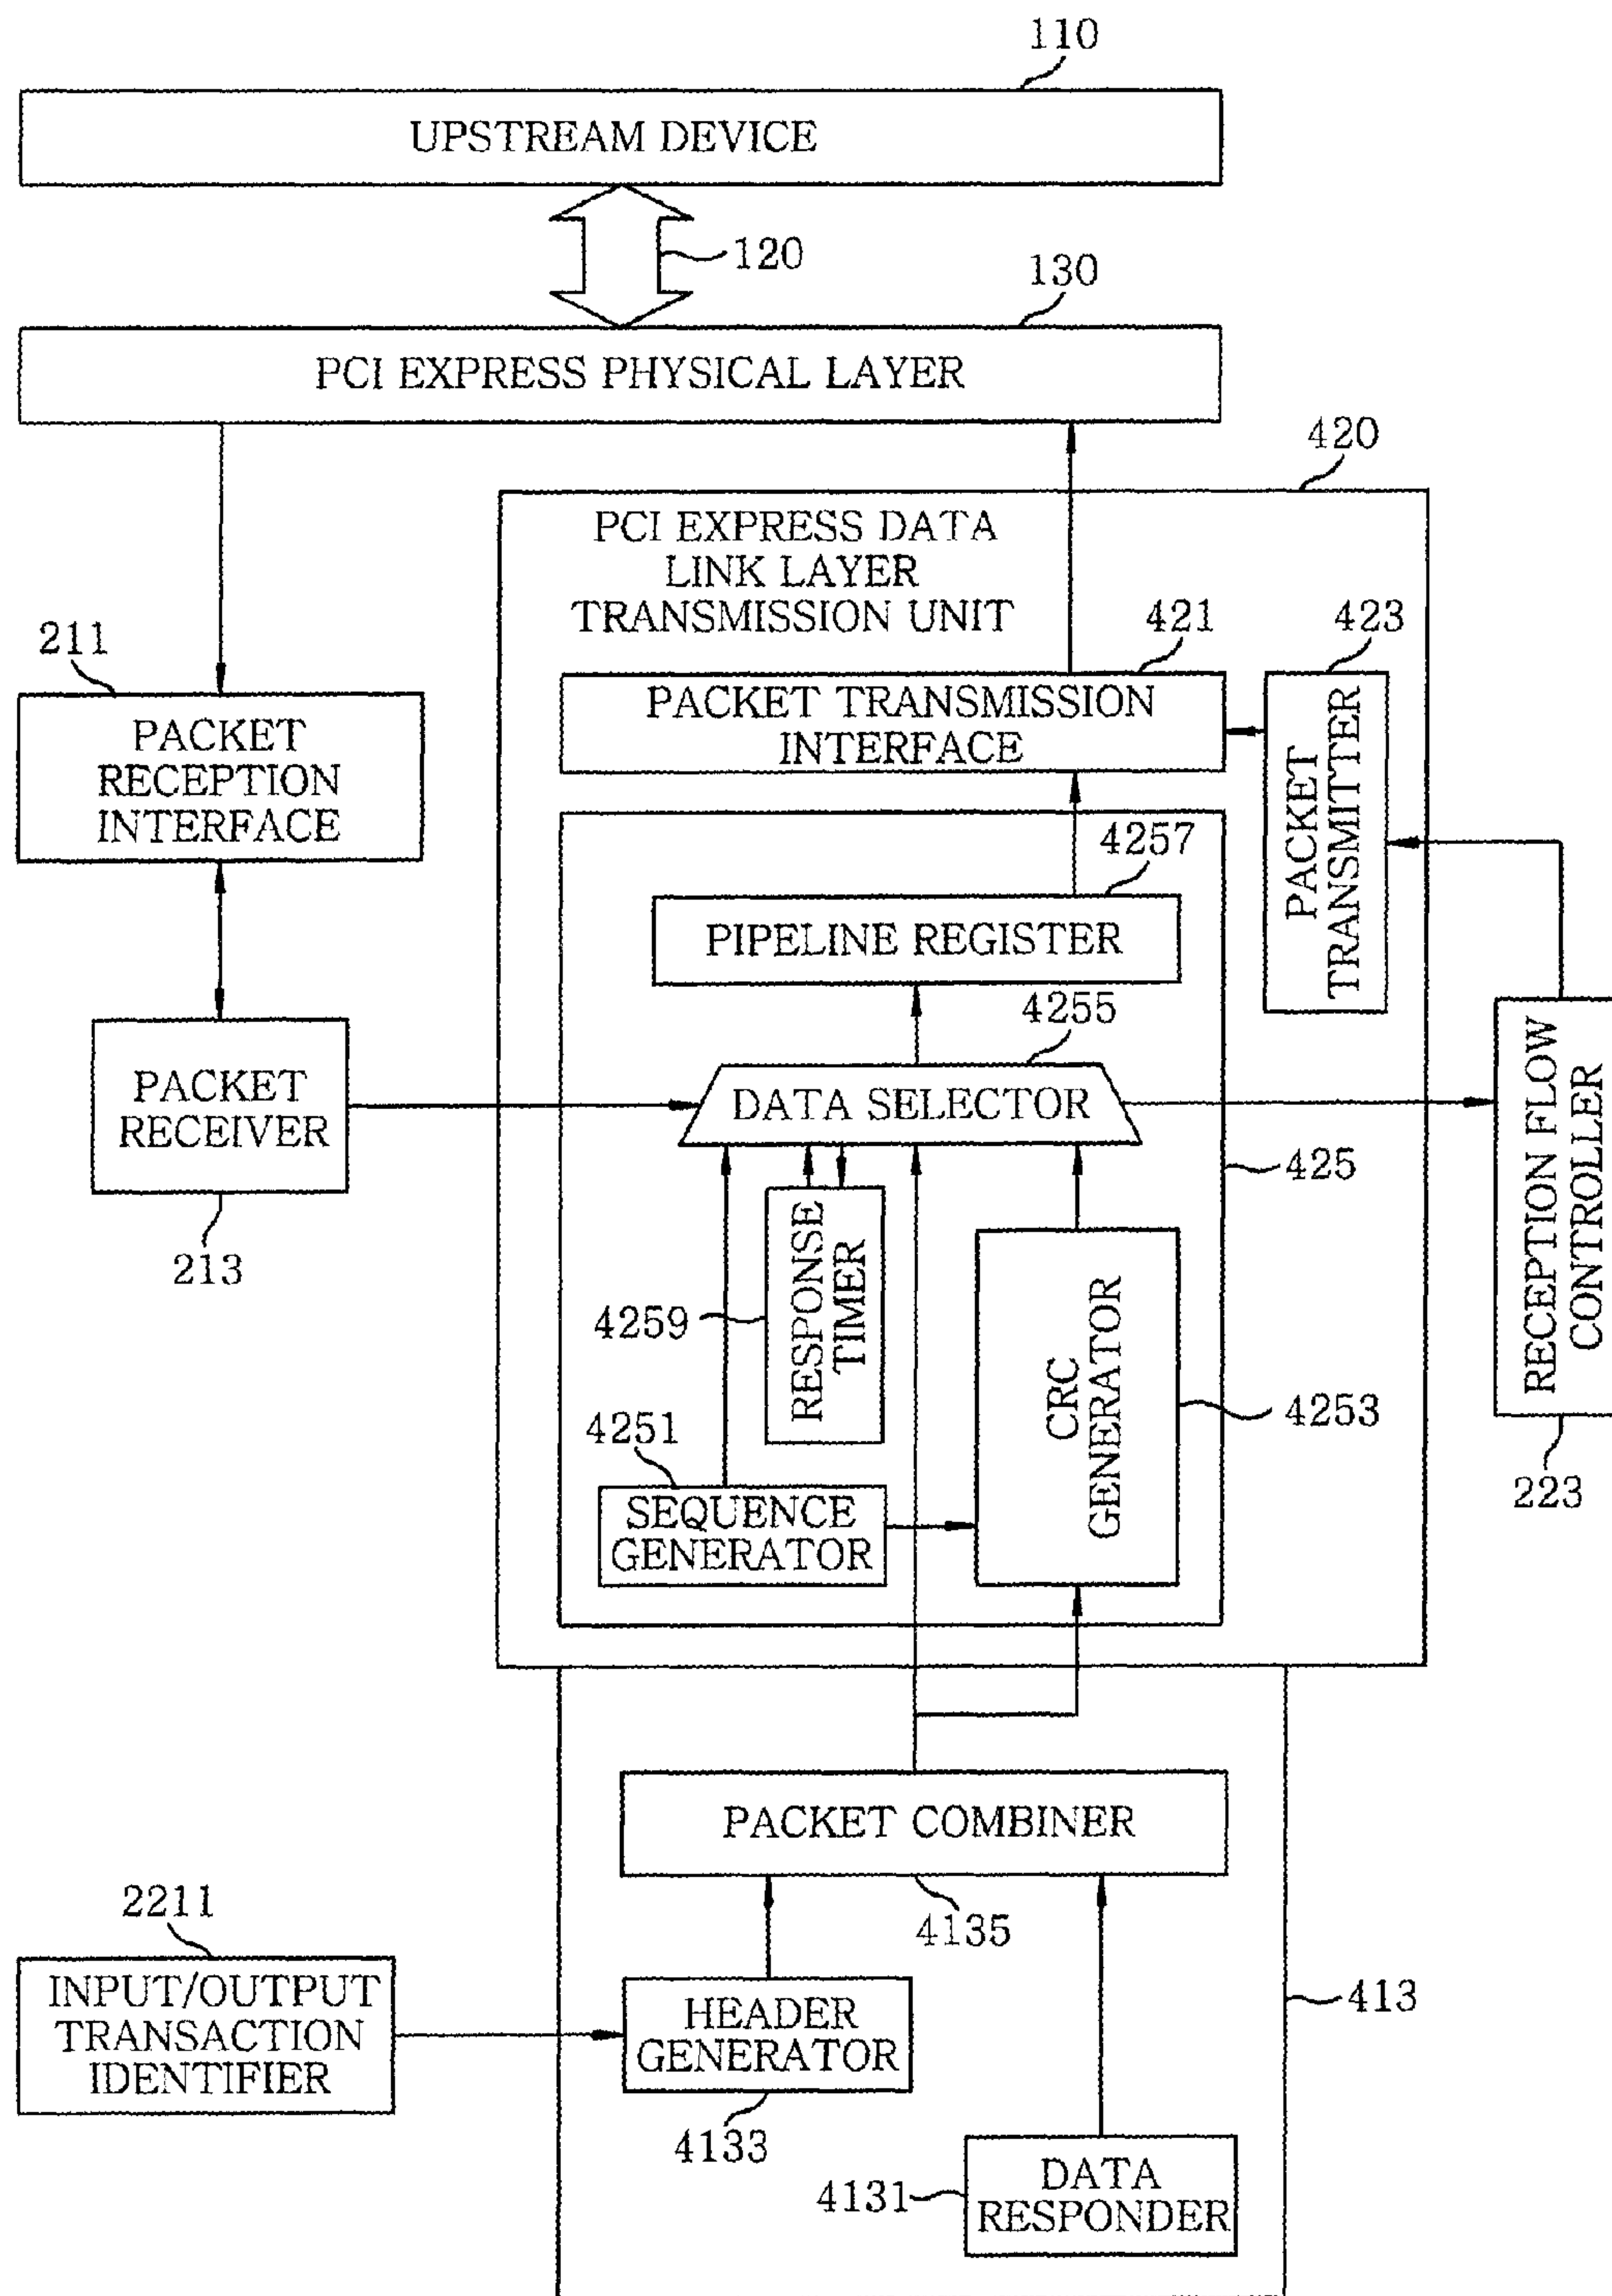 110
UPSTREAM DEVICE
120
130
PCI EXPRESS PHYSICAL LAYER
420
PCI EXPRESS DATA
LINK LAYER
TRANSMISSION UNIT
211
421
423
PACKET
RECEPTION
INTERFACE
PACKET TRANSMISSION
INTERFACE
PACKET
TRANSMITTER
4257
PIPELINE REGISTER
4255
PACKET
RECEIVER
DATA SELECTOR
425
RECEPTION FLOW
CONTROLLER
213
RESPONSE
TIMER
4259
CRC
GENERATOR
4253
4251
223
SEQUENCE
GENERATOR
PACKET COMBINER
2211
4135
INPUT/OUTPUT
TRANSACTION
IDENTIFIER
HEADER
GENERATOR
413
4133
4131
DATA
RESPONDER